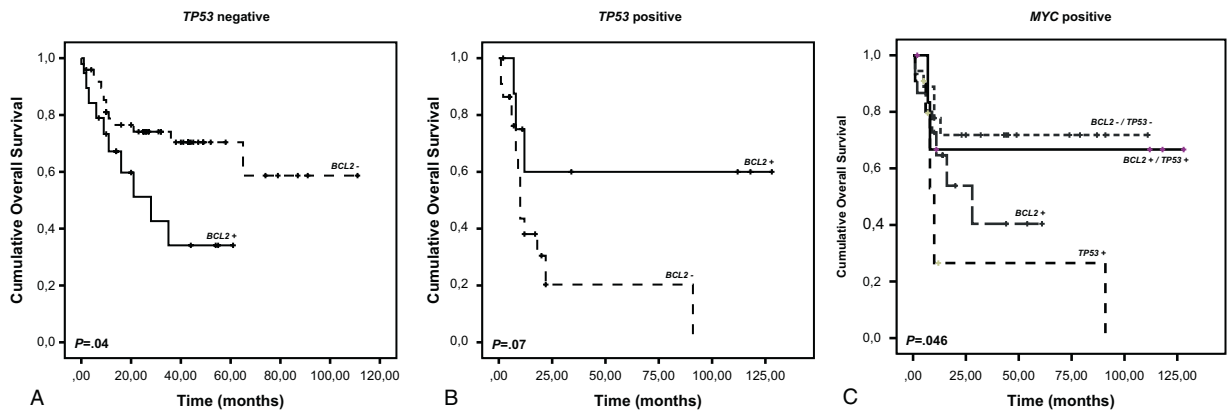 TP53 negative
Cumulative Overall Survival
1,0
0,8
0,6
0,4
0,2
0,0
BCL2 -
BCL2 +
P=.04
,00 20,00 40,00 60,00 80,00 100,00 120,00
A
Time (months)
TP53 positive
Cumulative Overall Survival
1,0
0,8
0,6
0,4
0,2
0,0
BCL2 +
BCL2 -
P=.07
,00 25,00 50,00 75,00 100,00 125,00
B
Time (months)
MYC positive
Cumulative Overall Survival
1,0
0,8
0,6
0,4
0,2
0,0
BCL2 - / TP53 -
BCL2 + / TP53 +
BCL2 +
TP53 +
P=.046
,00 25,00 50,00 75,00 100,00 125,00
C
Time (months)